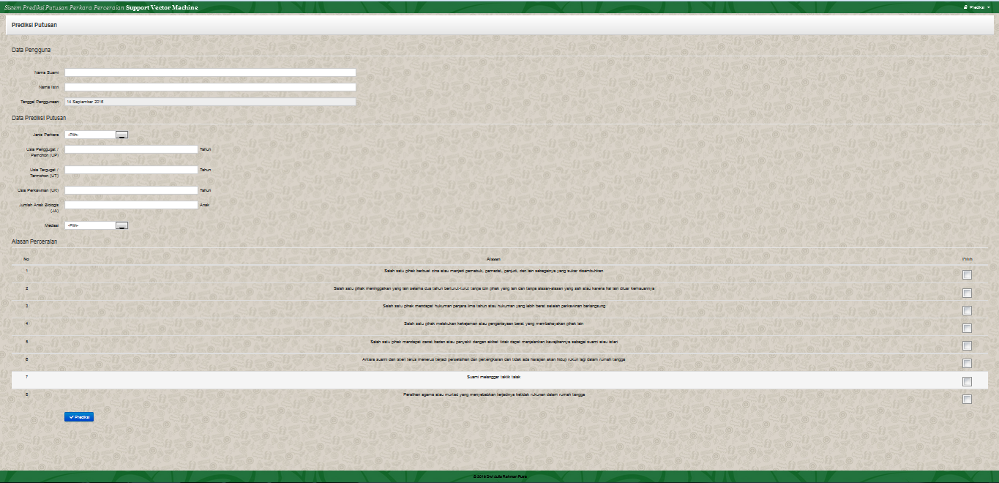 Sistem Prediksi Putusan Perkara Perceraian Support Vector Machine
Prediksi
Prediksi Putusan
Data Pengguna
Nama Suami
Nama Istri
Tanggal Penggunaan 14 September 2016
Data Prediksi Putusan
Jenis Perkara -Pilih-
Usia Penggugat /
Pemohon (UP)
Tahun
Usia Tergugat /
Termohon (UT)
Tahun
Usia Perkawinan (UK) Tahun
Jumlah Anak Biologis
(JA)
Anak
Mediasi -Pilih-
Alasan Perceraian
No Alasan Pilih
1 Salah satu pihak berbuat zina atau menjadi pemabuk, pemadat, penjudi, dan lain sebagainya yang sukar disembuhkan
2 Salah satu pihak meninggalkan yang lain selama dua tahun berturut-turut tanpa izin pihak yang lain dan tanpa alasan-alasan yang sah atau karena hal lain diluar kemauannya
3 Salah satu pihak mendapat hukuman penjara lima tahun atau hukuman yang lebih berat setelah perkawinan berlangsung
4 Salah satu pihak melakukan kekejaman atau penganiayaan berat yang membahayakan pihak lain
5 Salah satu pihak mendapat cacat badan atau penyakit dengan akibat tidak dapat menjalankan kewajibannya sebagai suami atau isteri
6 Antara suami dan isteri terus menerus terjadi perselisihan dan pertengkaran dan tidak ada harapan akan hidup rukun lagi dalam rumah tangga
7 Suami melanggar taklik talak
8 Peralihan agama atau murtad yang menyebabkan terjadinya ketidak rukunan dalam rumah tangga
Prediksi
© 2016 Dwi Aulia Rahman Putra